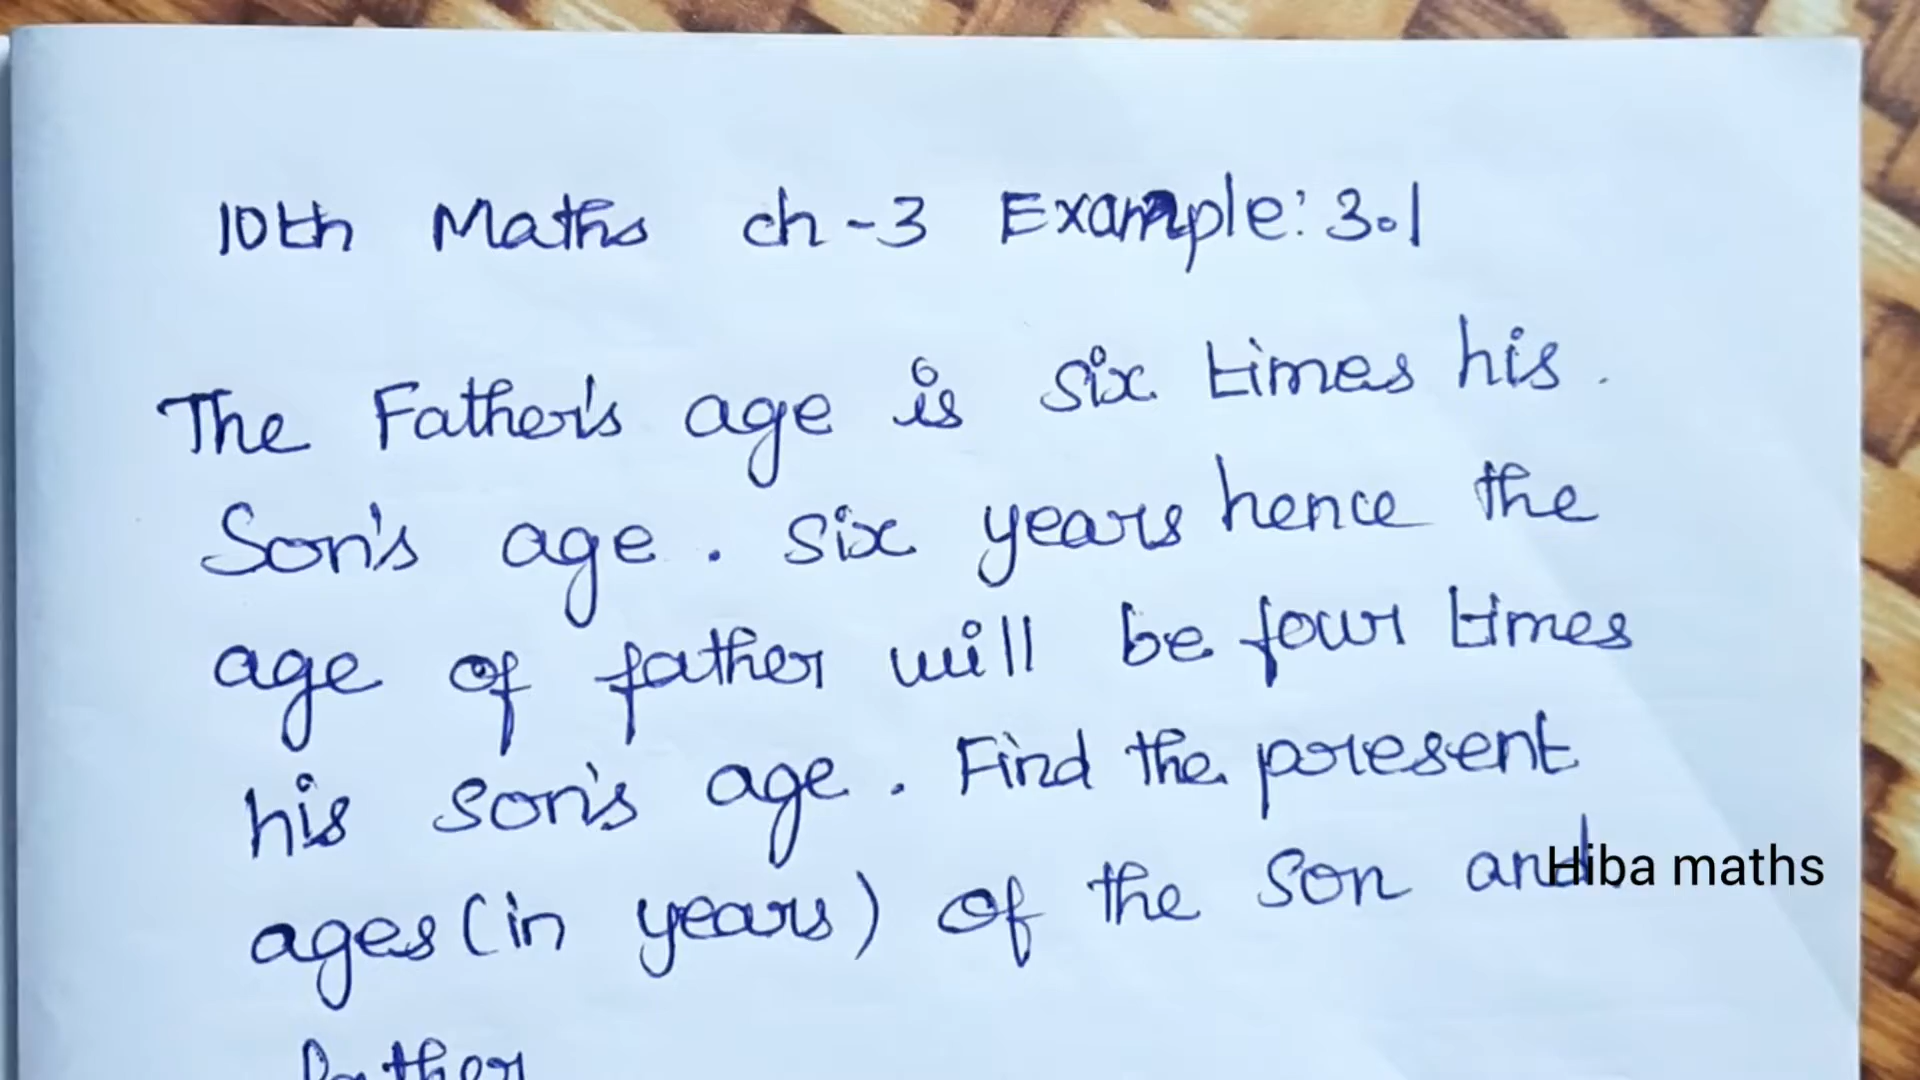 10th Maths ch-3 Example: 3.1
The Father's age is six times his.
Son's age. six years hence the
age of father will be four times
his son's age. Find the present
ages (in years) of the son and
Hiba maths
father